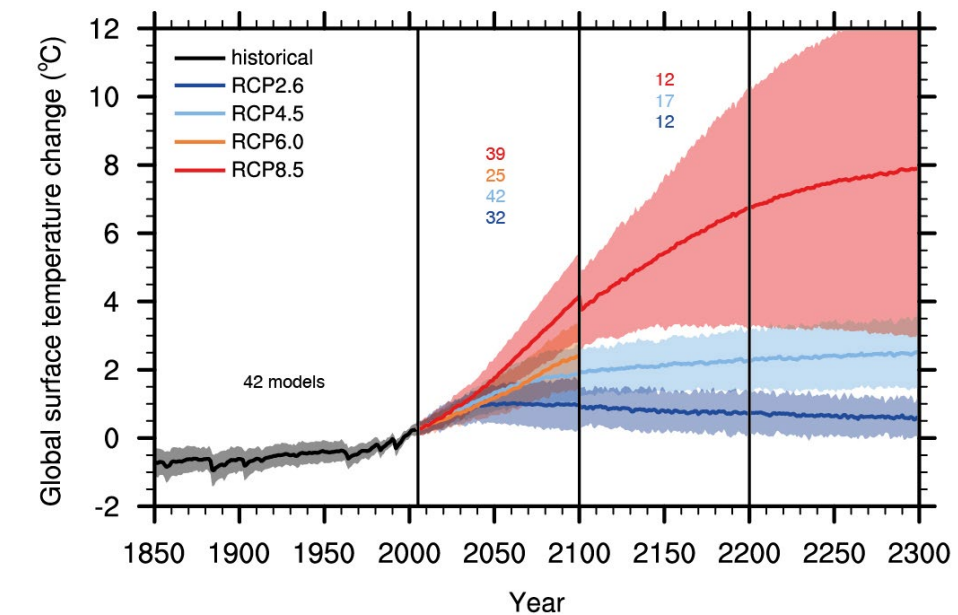 Global surface temperature change (°C)
12
10
8
6
4
2
0
-2
historical
RCP2.6
RCP4.5
RCP6.0
RCP8.5
12
17
12
39
25
42
32
42 models
1850 1900 1950 2000 2050 2100 2150 2200 2250 2300
Year